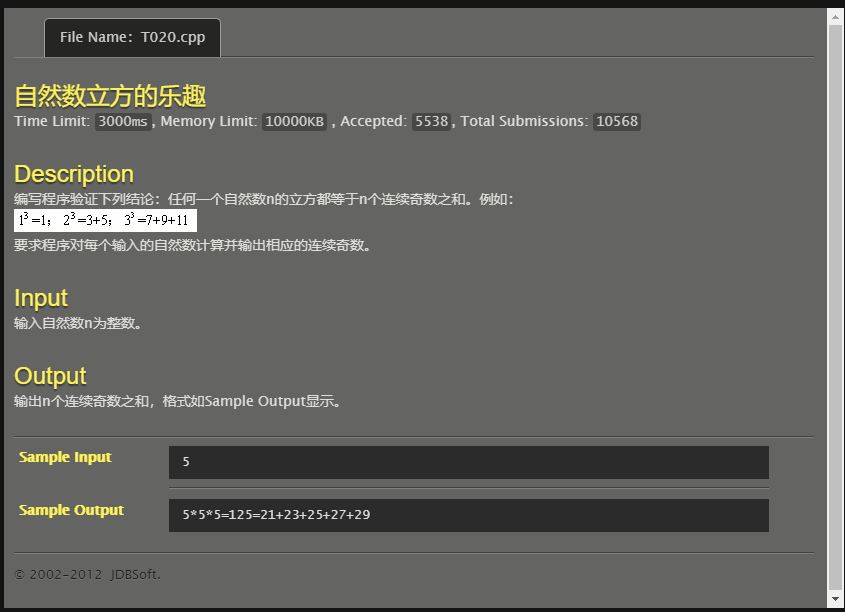 File Name: T020.cpp
自然数立方的乐趣
Time Limit: 3000ms, Memory Limit: 10000KB , Accepted: 5538, Total Submissions: 10568
Description
编写程序验证下列结论：任何一个自然数n的立方都等于n个连续奇数之和。例如：
1³=1; 2³=3+5; 3³=7+9+11
要求程序对每个输入的自然数计算并输出相应的连续奇数。
Input
输入自然数n为整数。
Output
输出n个连续奇数之和，格式如Sample Output显示。
Sample Input
5
Sample Output
5*5*5=125=21+23+25+27+29
© 2002-2012 JDBSoft.